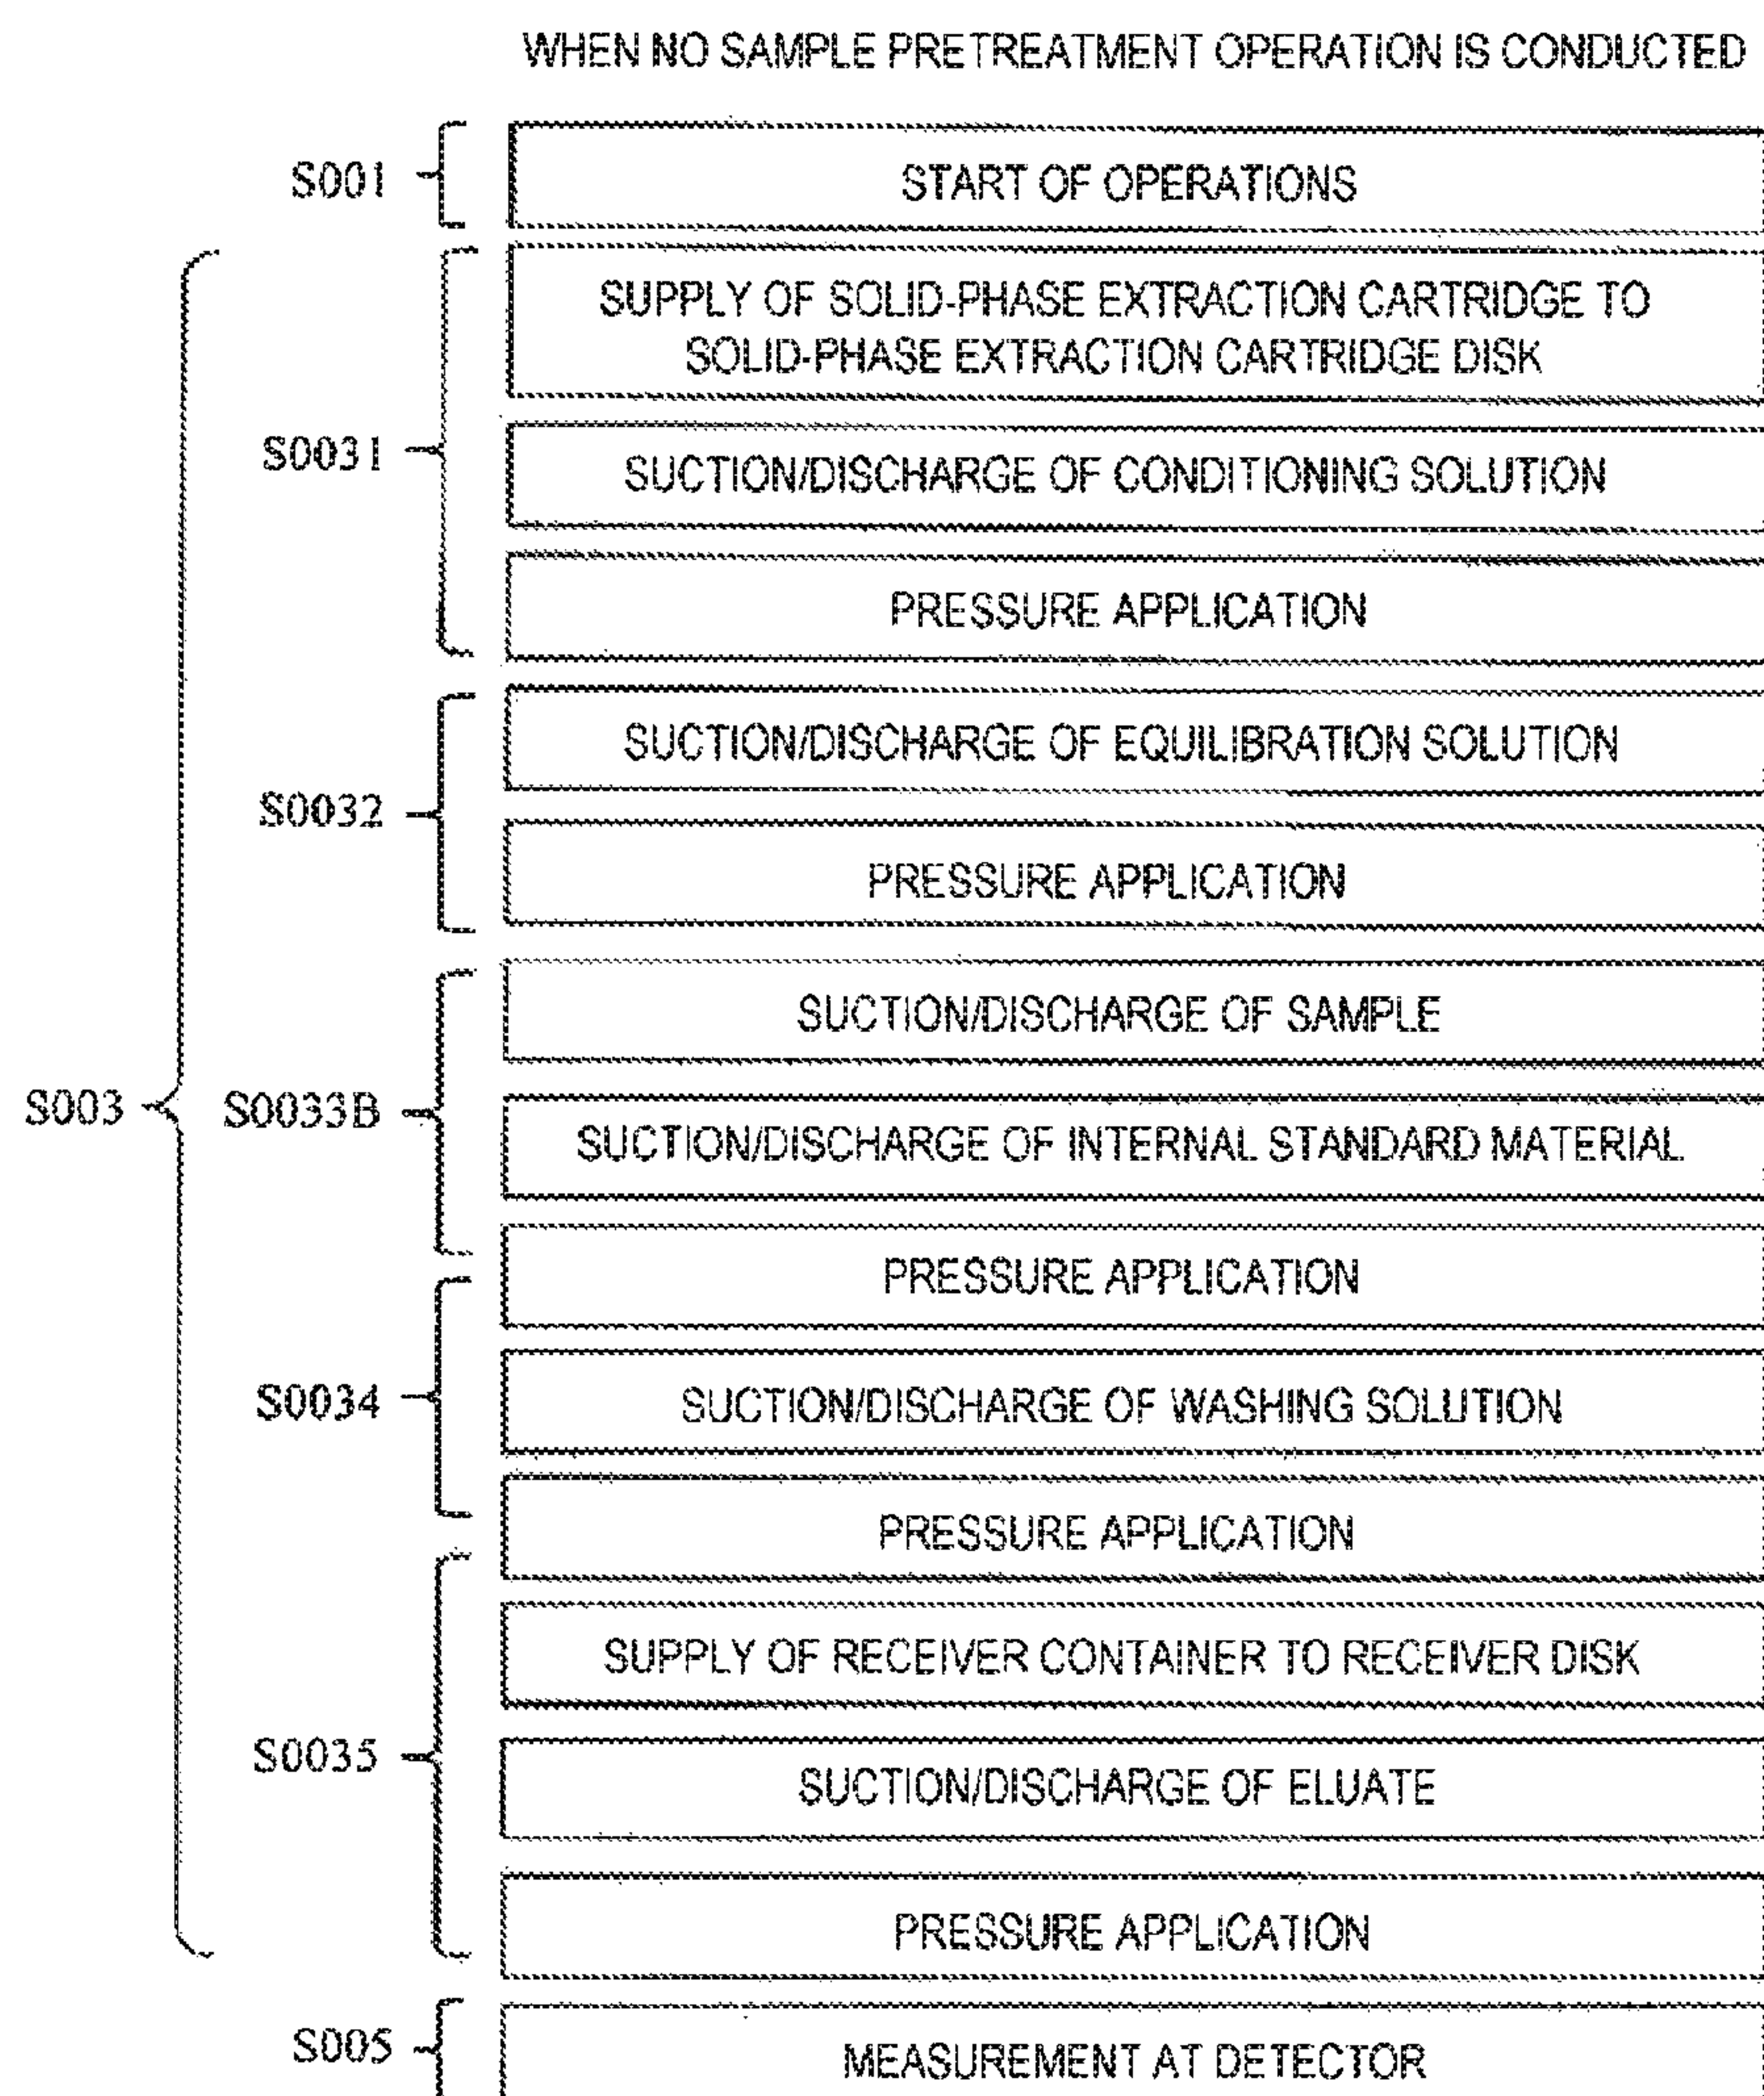 WHEN NO SAMPLE PRETREATMENT OPERATION IS CONDUCTED
S001
START OF OPERATIONS
SUPPLY OF SOLID-PHASE EXTRACTION CARTRIDGE TO
SOLID-PHASE EXTRACTION CARTRIDGE DISK
S0031
SUCTION/DISCHARGE OF CONDITIONING SOLUTION
PRESSURE APPLICATION
SUCTION/DISCHARGE OF EQUILIBRATION SOLUTION
S0032
PRESSURE APPLICATION
SUCTION/DISCHARGE OF SAMPLE
S003
S0033B
SUCTION/DISCHARGE OF INTERNAL STANDARD MATERIAL
PRESSURE APPLICATION
S0034
SUCTION/DISCHARGE OF WASHING SOLUTION
PRESSURE APPLICATION
SUPPLY OF RECEIVER CONTAINER TO RECEIVER DISK
S0035
SUCTION/DISCHARGE OF ELUATE
PRESSURE APPLICATION
S005
MEASUREMENT AT DETECTOR